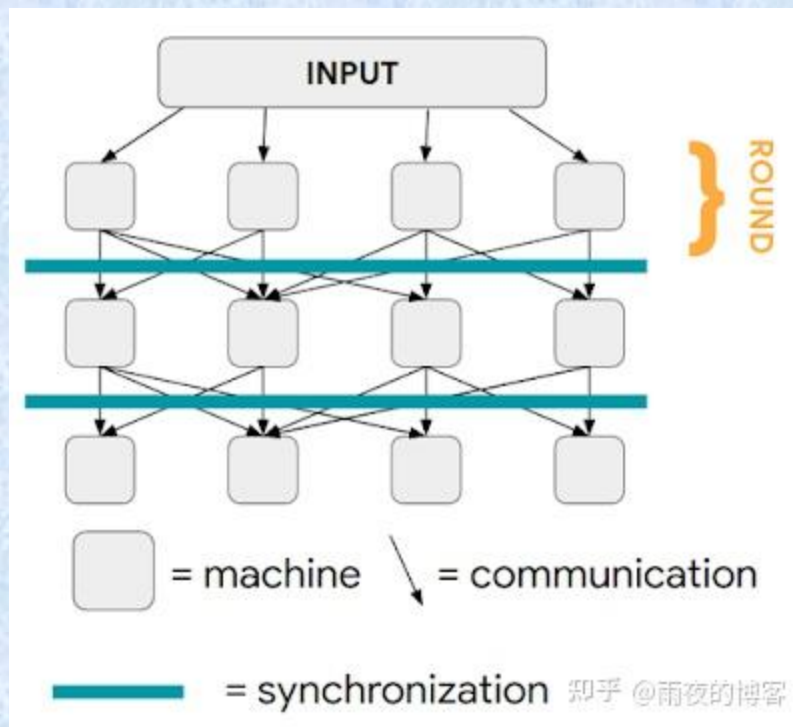 INPUT
ROUND
= machine
= communication
= synchronization
知乎 @雨夜的博客